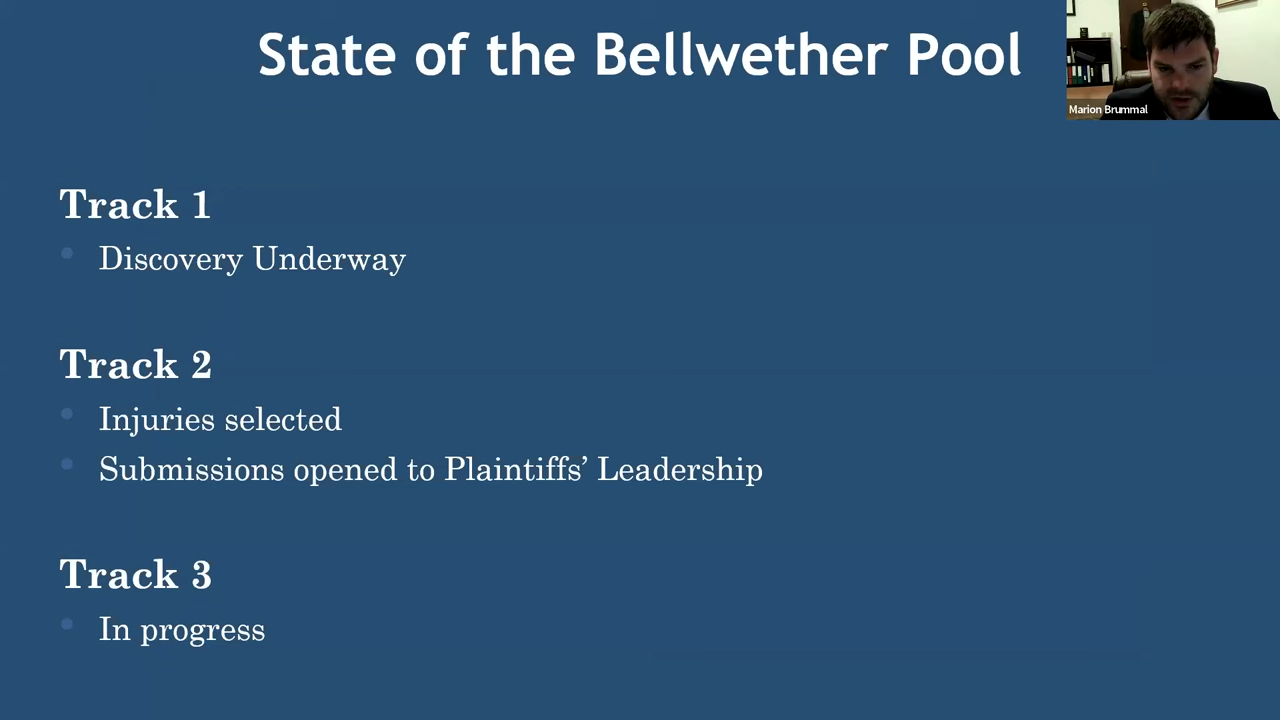 State of the Bellwether Pool
Marion Brummal
Track 1
Discovery Underway
Track 2
Injuries selected
Submissions opened to Plaintiffs’ Leadership
Track 3
In progress